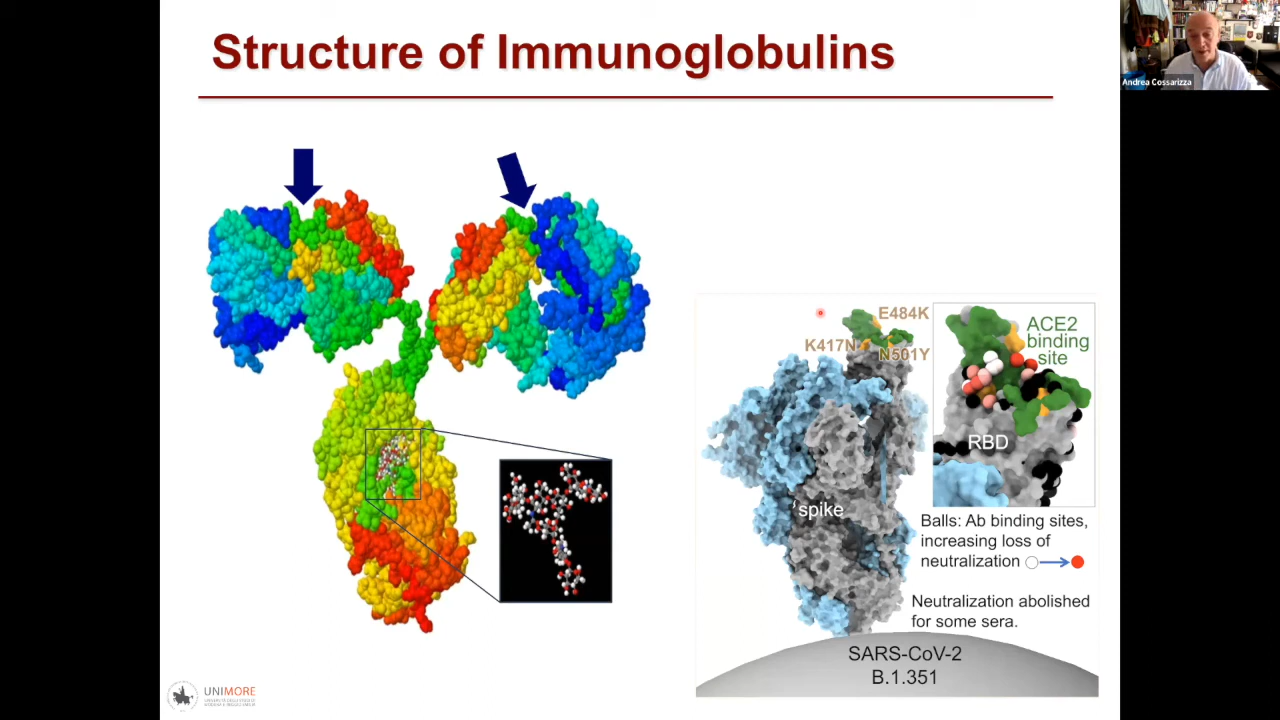 Structure of Immunoglobulins
Andrea Cossarizza
E484K
K417N
N501Y
ACE2
binding
site
RBD
spike
Balls: Ab binding sites,
increasing loss of
neutralization
Neutralization abolished
for some sera.
SARS-CoV-2
B.1.351
UNIMORE